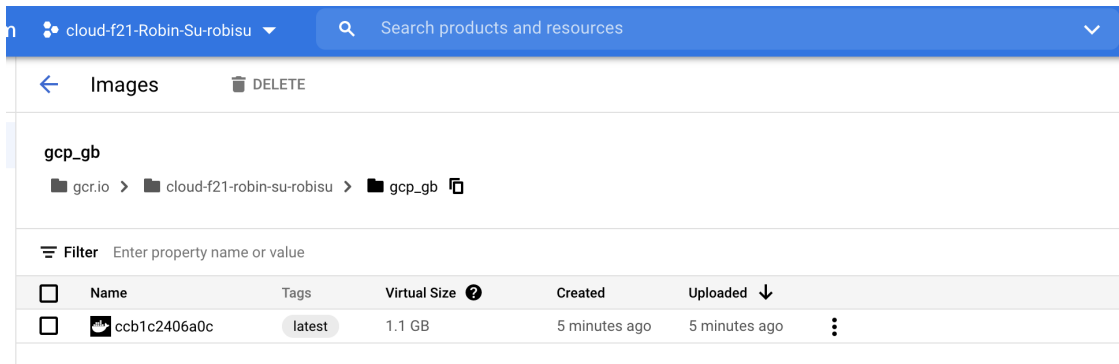 cloud-f21-Robin-Su-robisu
Search products and resources
Images
DELETE
gcp_gb
gcr.io > cloud-f21-robin-su-robisu > gcp_gb
Filter Enter property name or value
Name Tags Virtual Size Created Uploaded
ccb1c2406a0c latest 1.1 GB 5 minutes ago 5 minutes ago